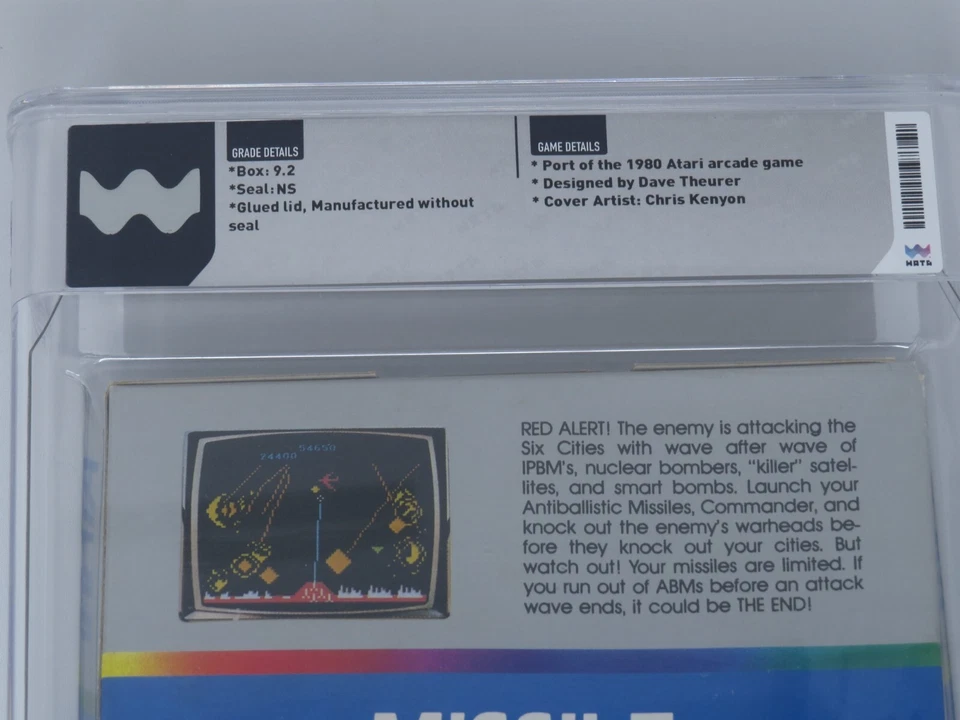 GRADE DETAILS
*Box: 9.2
*Seal:NS
*Glued lid, Manufactured without
seal
GAME DETAILS
* Port of the 1980 Atari arcade game
* Designed by Dave Theurer
* Cover Artist: Chris Kenyon
WATA
54650
74400
RED ALERT! The enemy is attacking the
Six Cities with wave after wave of
IPBM's, nuclear bombers, "killer" satel-
lites, and smart bombs. Launch your
Antiballistic Missiles, Commander, and
knock out the enemy's warheads be-
fore they knock out your cities. But
watch out! Your missiles are limited. If
you run out of ABMs before an attack
wave ends, it could be THE END!
MISSILE